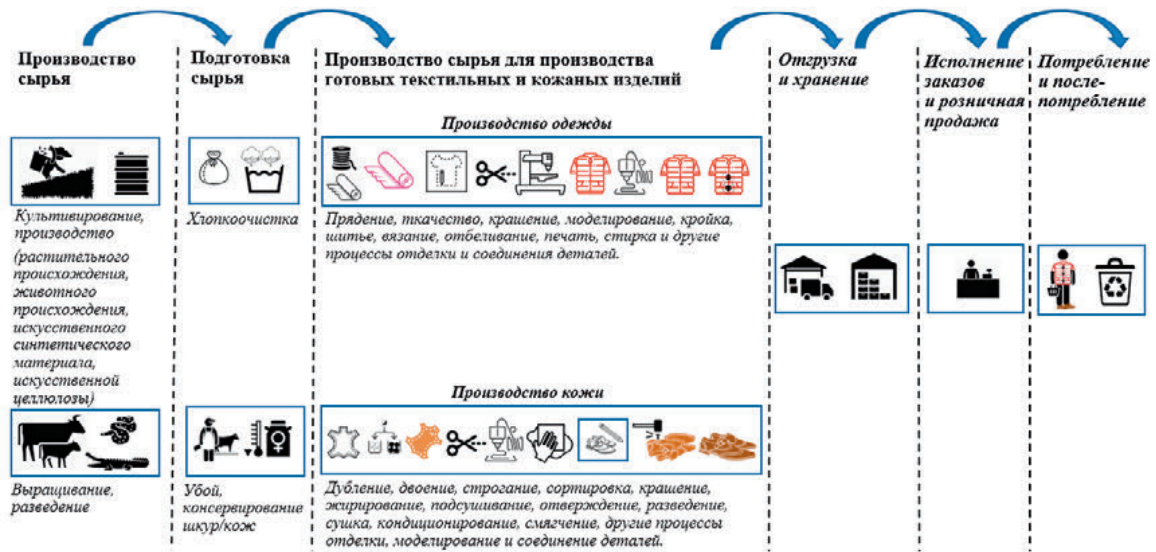 Производство
сырья
Подготовка
сырья
Производство сырья для производства
готовых текстильных и кожаных изделий
Отгрузка
и хранение
Исполнение
заказов
и розничная
продажа
Потребление
и после-
потребление
Производство одежды
Культивирование,
производство
(растительного
происхождения,
животного
происхождения,
искусственного
синтетического
материала,
искусственной
целлюлозы)
Хлопкоочистка
Прядение, ткачество, крашение, моделирование, кройка,
шитье, вязание, отбеливание, печать, стирка и другие
процессы отделки и соединения деталей.
Производство кожи
Выращивание,
разведение
Убой,
консервирование
шкур/кож
Дубление, двоение, строгание, сортировка, крашение,
жирирование, подсушивание, отверждение, разведение,
сушка, кондиционирование, смягчение, другие процессы
отделки, моделирование и соединение деталей.